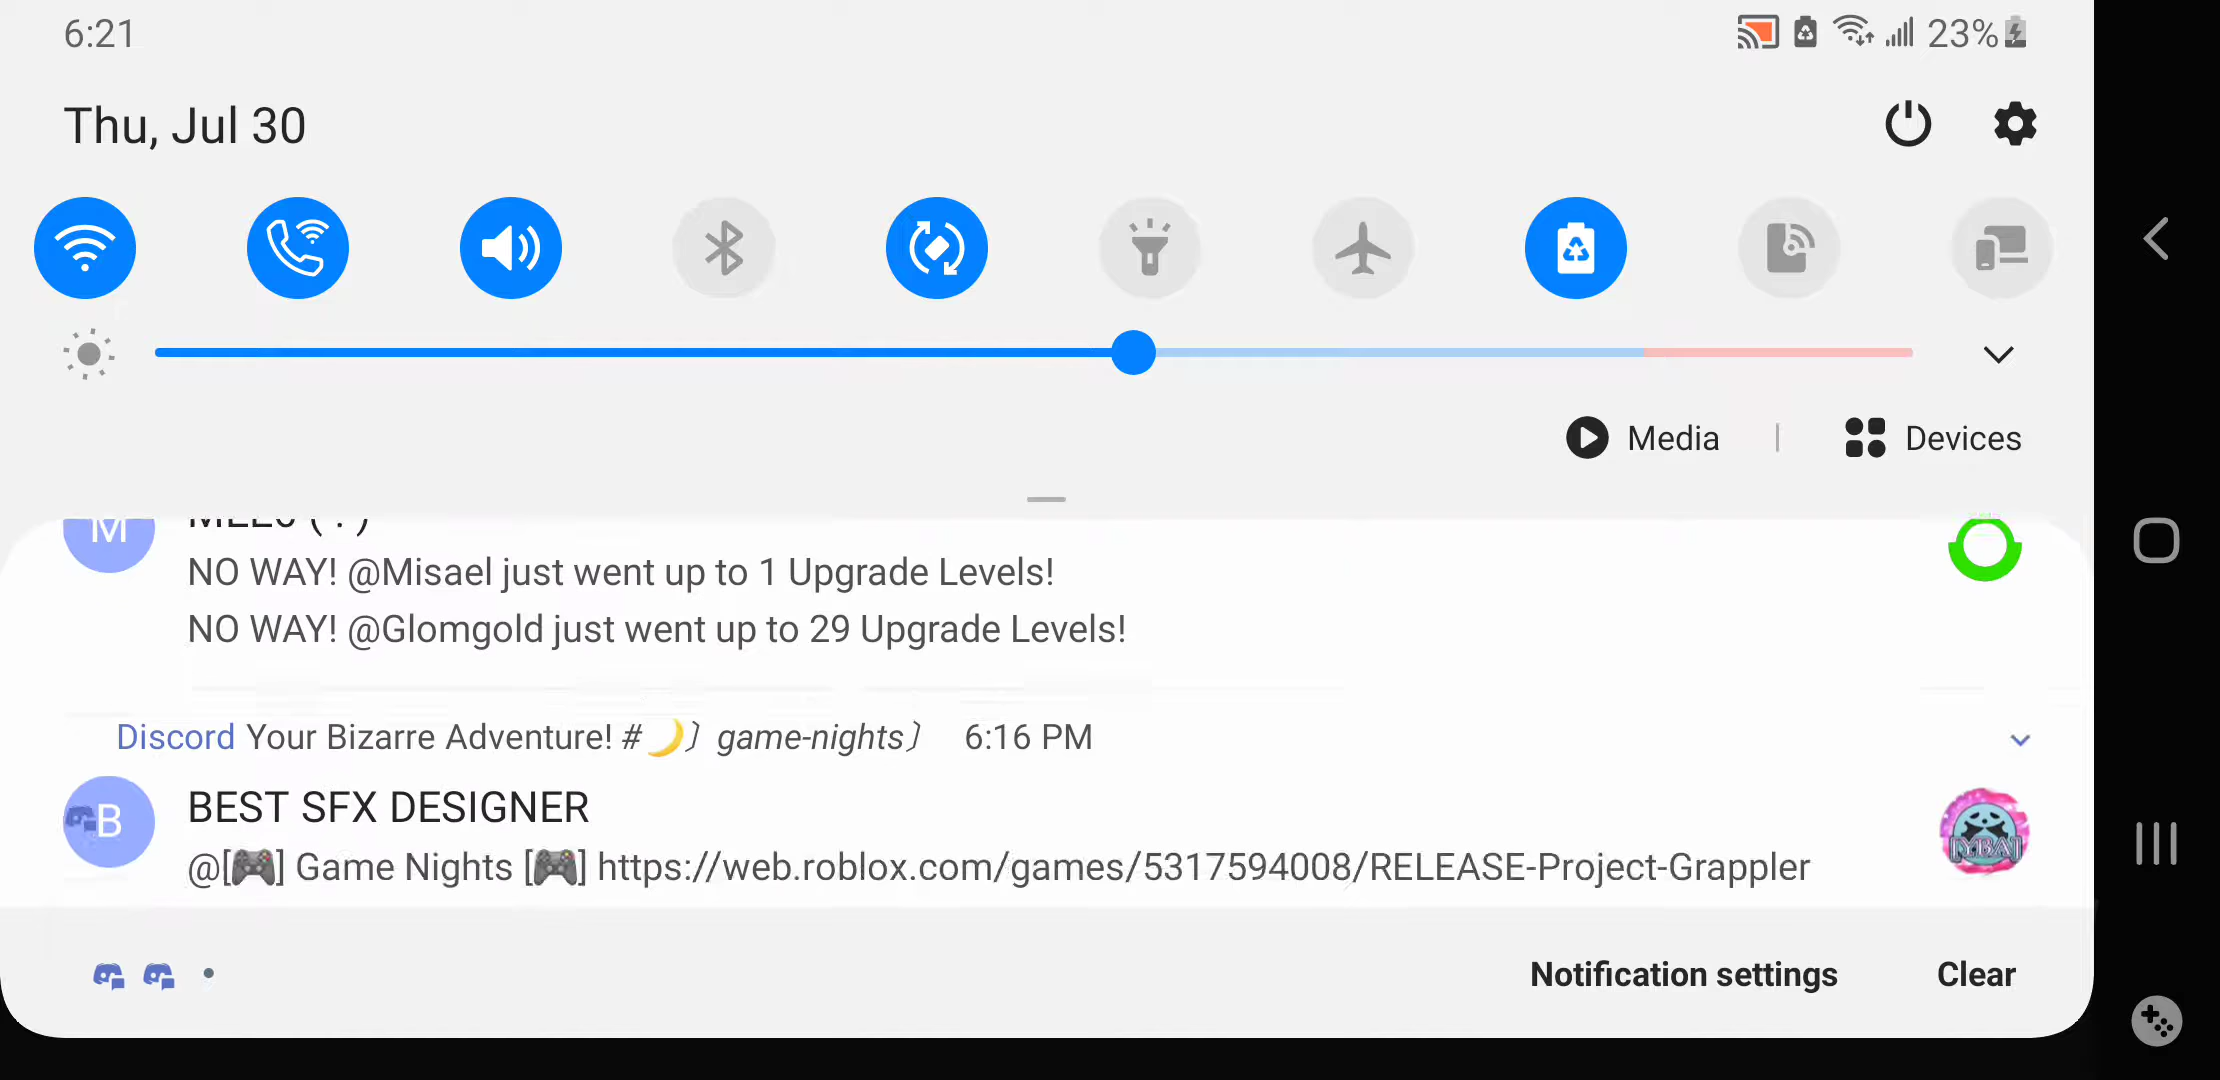 6:21
23%
Thu, Jul 30
Media
Devices
M
NO WAY! @Misael just went up to 1 Upgrade Levels!
NO WAY! @Glomgold just went up to 29 Upgrade Levels!
Discord Your Bizarre Adventure! #🌙〕game-nights〕 6:16 PM
B
BEST SFX DESIGNER
@[🎮] Game Nights [🎮] https://web.roblox.com/games/5317594008/RELEASE-Project-Grappler
YBA
Notification settings
Clear